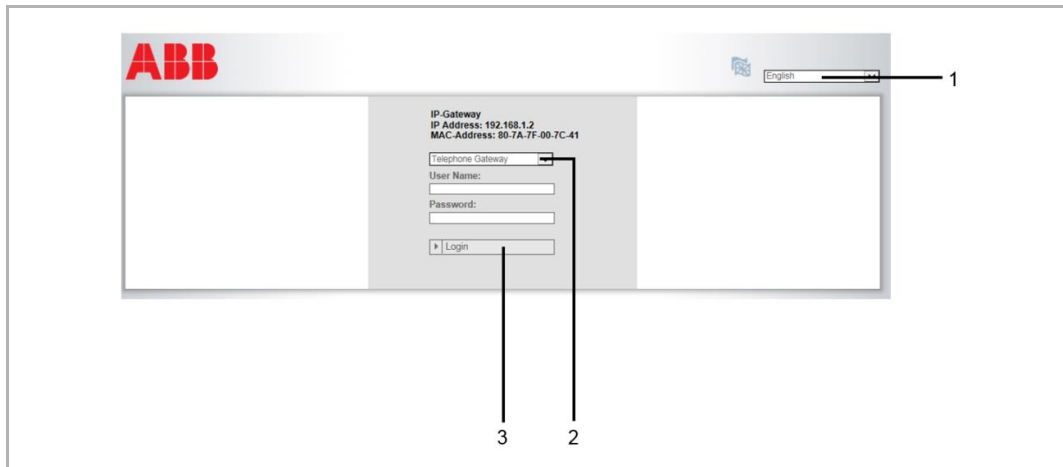 ABB
English
1
IP-Gateway
IP Address: 192.168.1.2
MAC-Address: 80-7A-7F-00-7C-41
Telephone Gateway
User Name:
Password:
Login
3
2